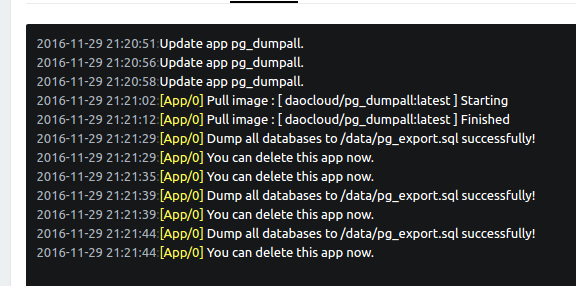 2016-11-29 21:20:51:Update app pg_dumpall.
2016-11-29 21:20:56:Update app pg_dumpall.
2016-11-29 21:20:58:Update app pg_dumpall.
2016-11-29 21:21:02:[App/0] Pull image : [ daocloud/pg_dumpall:latest ] Starting
2016-11-29 21:21:12:[App/0] Pull image : [ daocloud/pg_dumpall:latest ] Finished
2016-11-29 21:21:29:[App/0] Dump all databases to /data/pg_export.sql successfully!
2016-11-29 21:21:29:[App/0] You can delete this app now.
2016-11-29 21:21:35:[App/0] You can delete this app now.
2016-11-29 21:21:39:[App/0] Dump all databases to /data/pg_export.sql successfully!
2016-11-29 21:21:39:[App/0] You can delete this app now.
2016-11-29 21:21:44:[App/0] Dump all databases to /data/pg_export.sql successfully!
2016-11-29 21:21:44:[App/0] You can delete this app now.